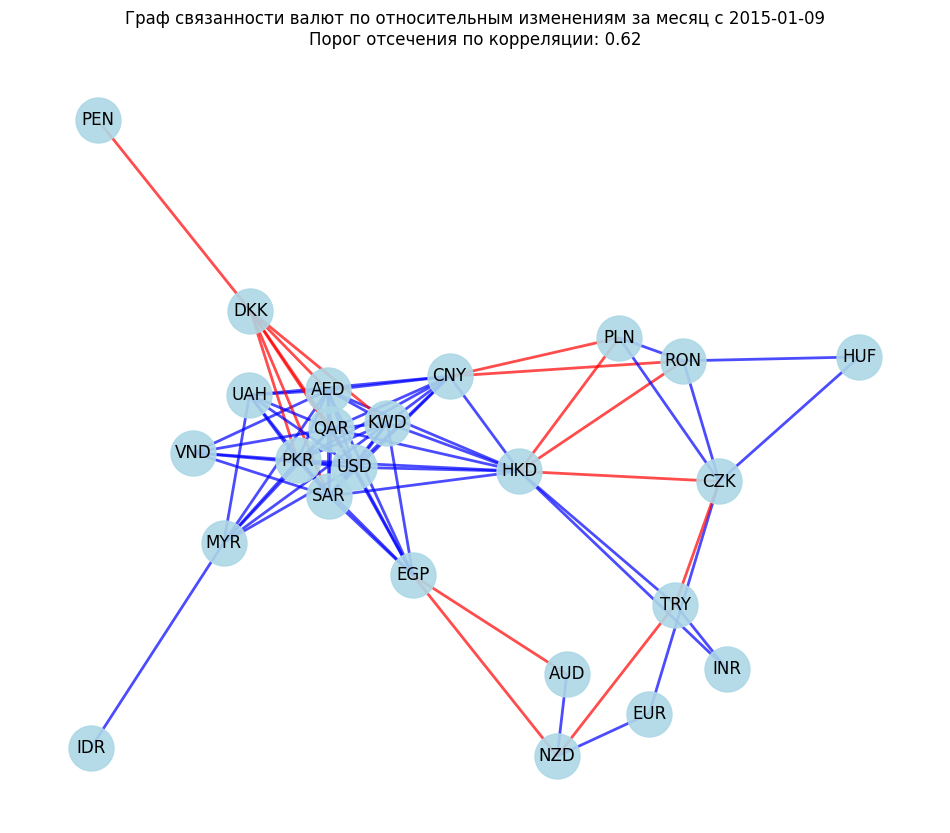 Граф связанности валют по относительным изменениям за месяц с 2015-01-09
Порог отсечения по корреляции: 0.62
PEN
DKK
PLN
HUF
RON
CNY
AED
UAH
KWD
QAR
VND
PKR
USD
HKD
CZK
SAR
MYR
EGP
TRY
INR
AUD
EUR
IDR
NZD